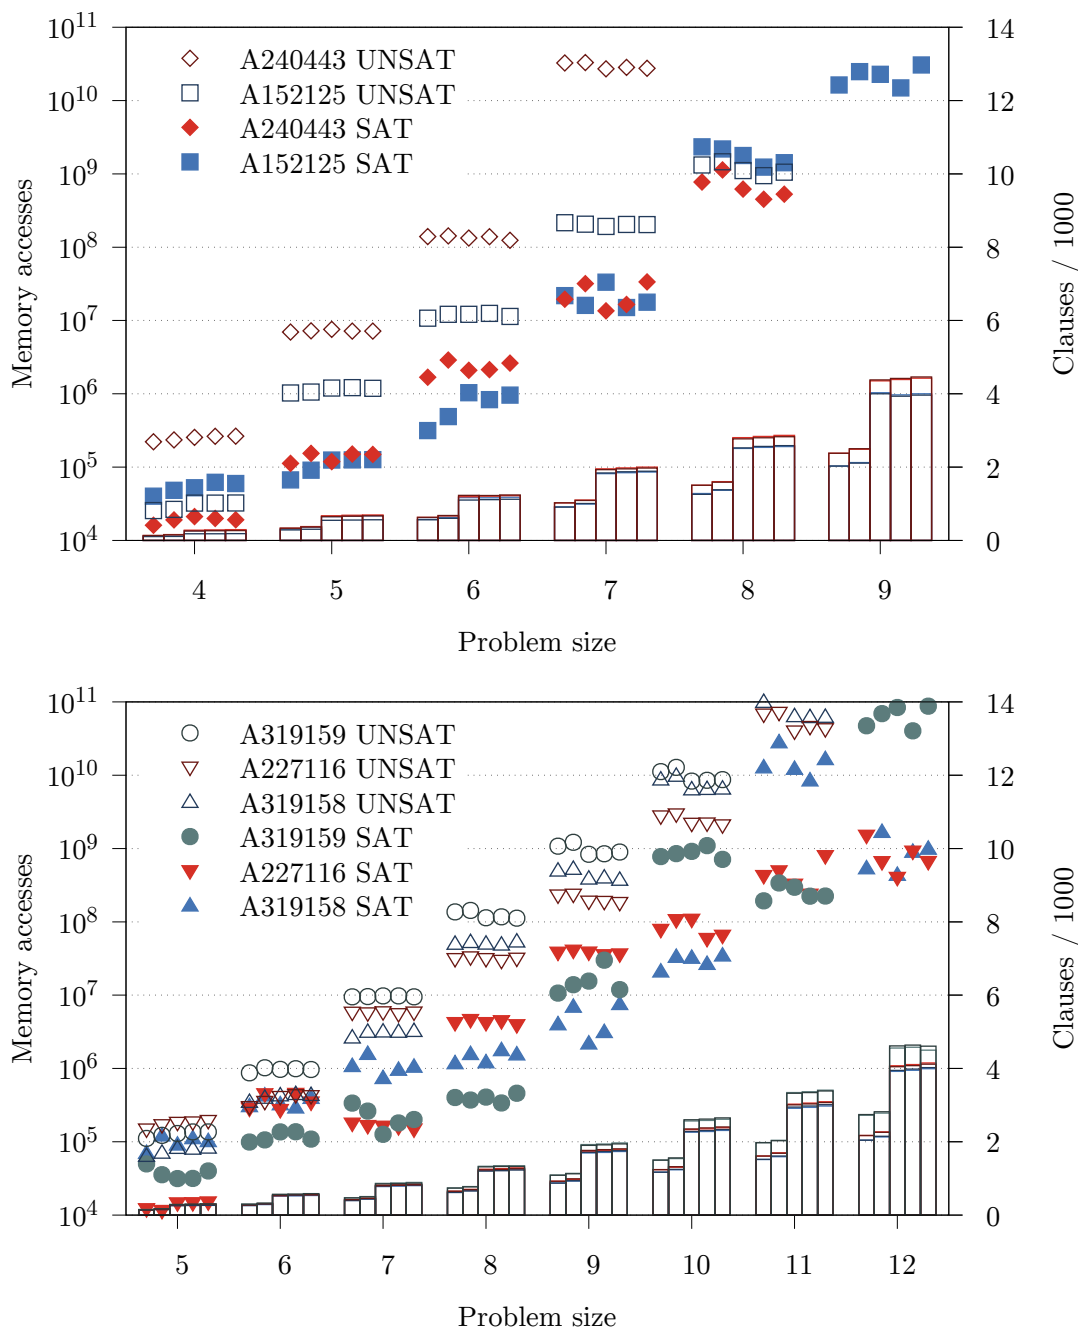 10^11
10^10
10^9
10^8
10^7
10^6
10^5
10^4
Memory accesses
A240443 UNSAT
A152125 UNSAT
A240443 SAT
A152125 SAT
14
12
10
8
6
4
2
0
Clauses / 1000
4 5 6 7 8 9
Problem size
10^11
10^10
10^9
10^8
10^7
10^6
10^5
10^4
Memory accesses
A319159 UNSAT
A227116 UNSAT
A319158 UNSAT
A319159 SAT
A227116 SAT
A319158 SAT
14
12
10
8
6
4
2
0
Clauses / 1000
5 6 7 8 9 10 11 12
Problem size